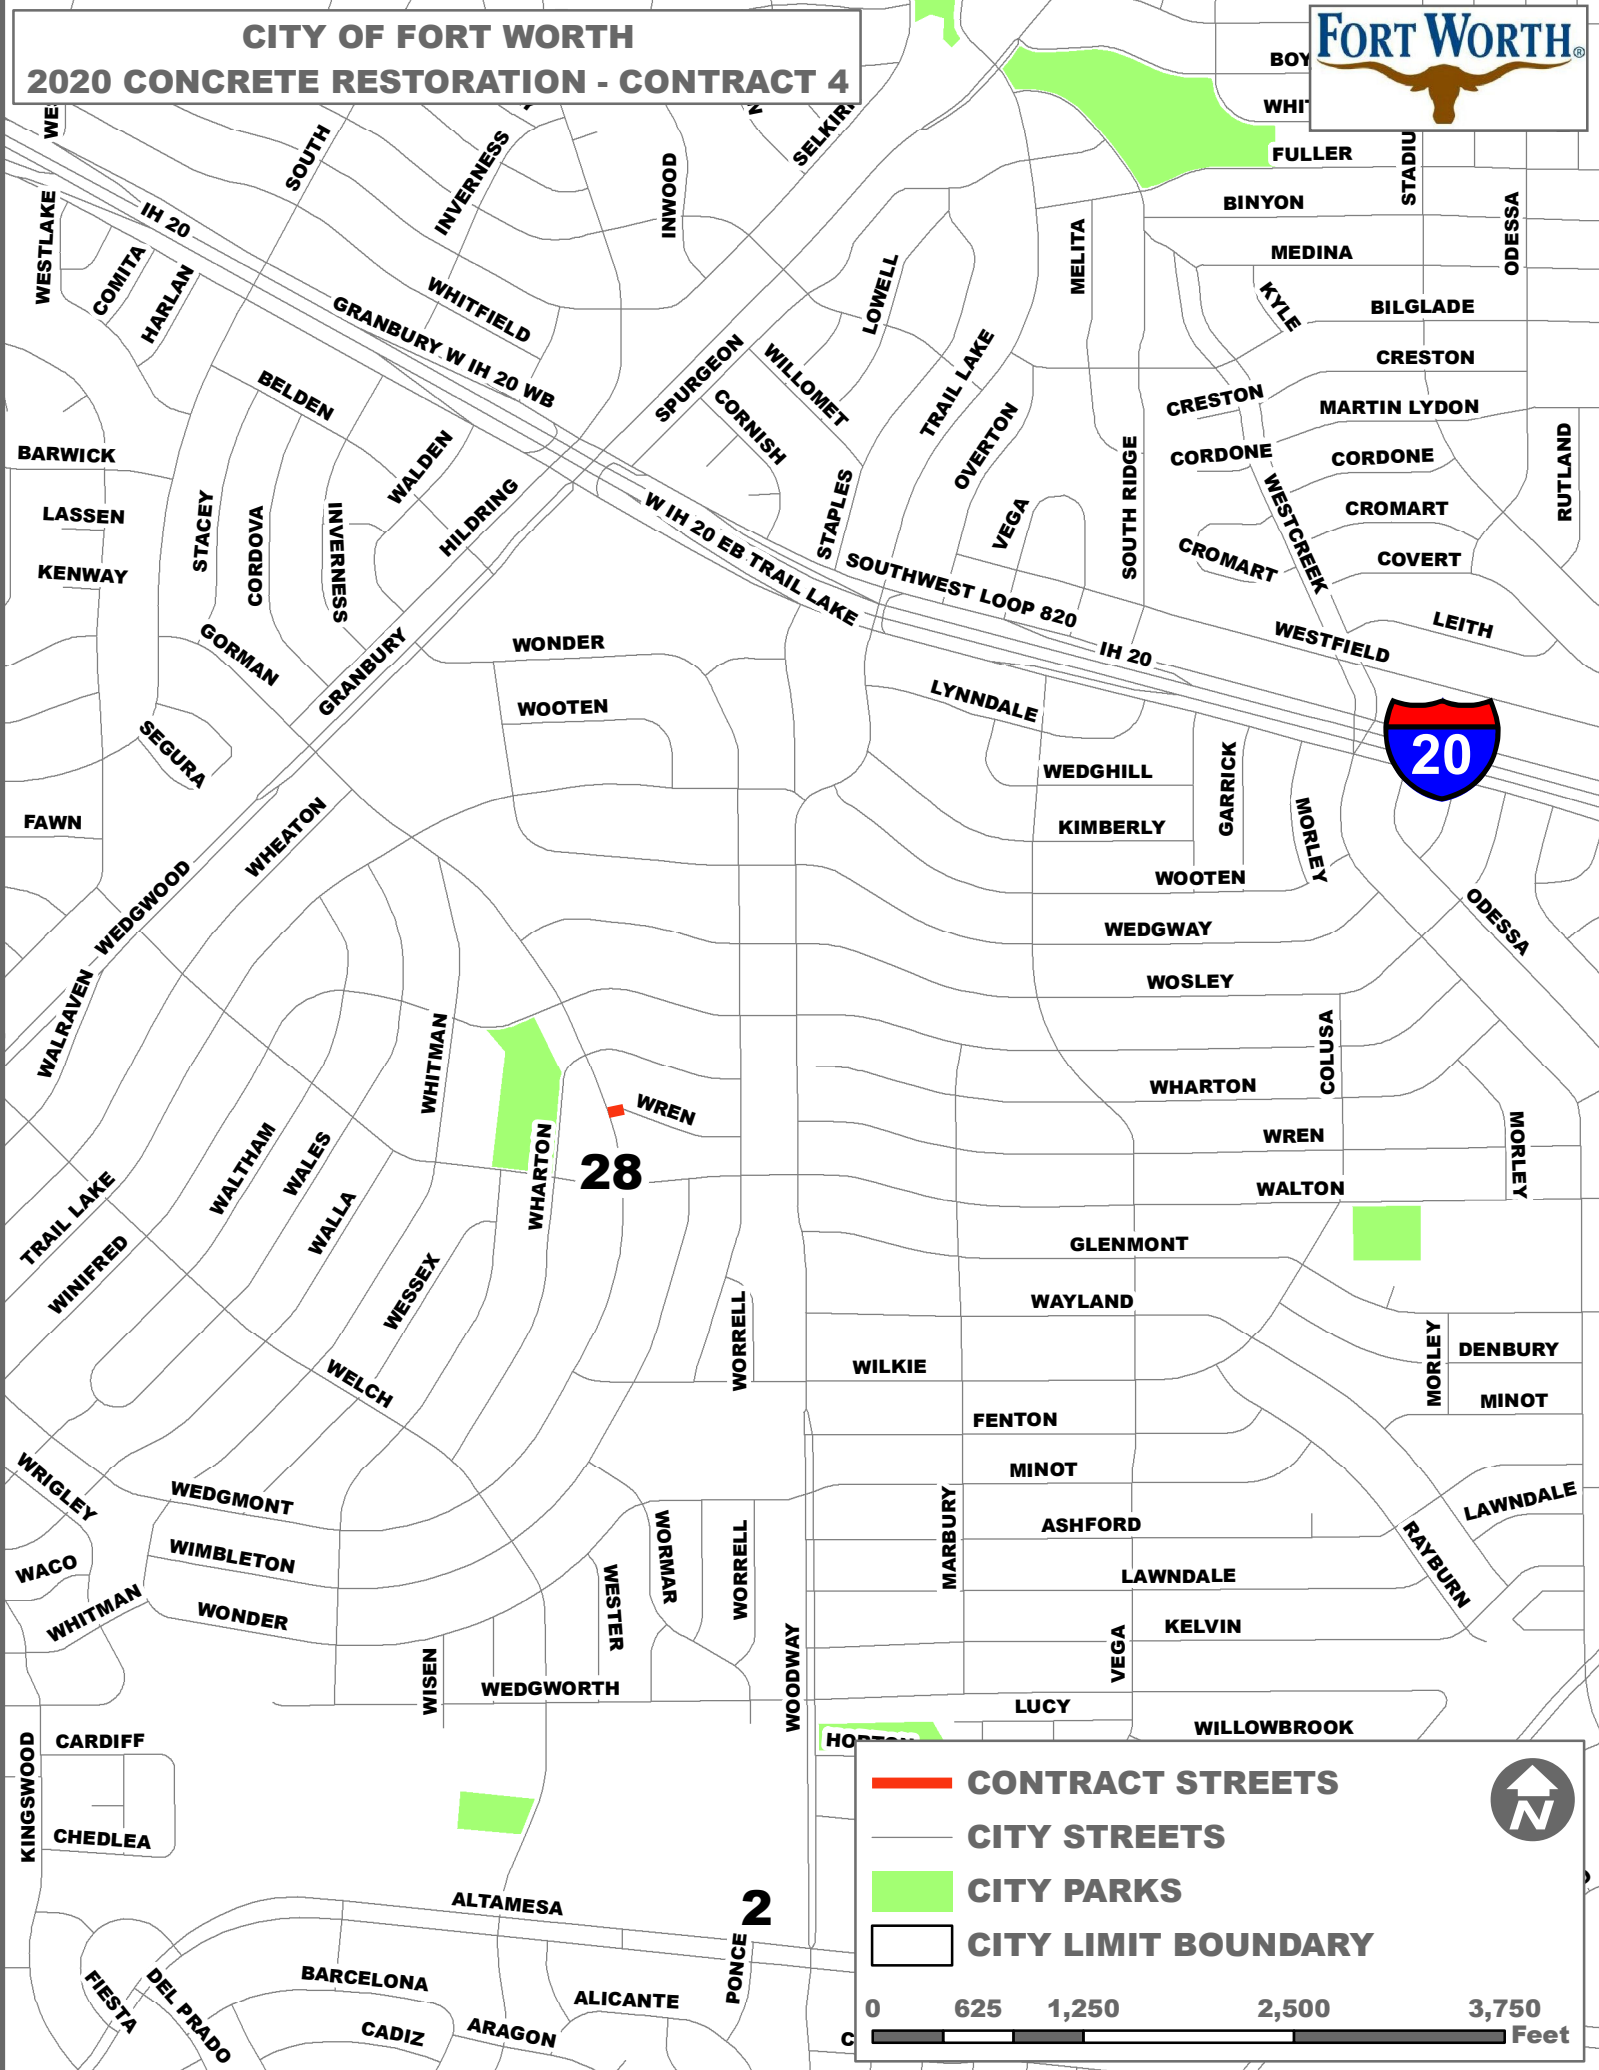 CITY OF FORT WORTH
2020 CONCRETE RESTORATION - CONTRACT 4
FORT WORTH®
SELKIRK
SOUTH
INVERNESS
INWOOD
FULLER
BINYON
STADIU
ODESSA
MEDINA
MELITA
IH 20
WESTLAKE
COMITA
HARLAN
WHITFIELD
GRANBURY W IH 20 WB
LOWELL
KYLE
BILGLADE
CRESTON
CRESTON
MARTIN LYDON
BELDEN
SPURGEON
WILLOMET
CORNISH
TRAIL LAKE
OVERTON
BARWICK
WALDEN
CORDONE
CORDONE
RUTLAND
LASSEN
STACEY
CORDOVA
INVERNESS
HILDRING
W IH 20 EB TRAIL LAKE
STAPLES
VEGA
SOUTH RIDGE
WESTCREEK
CROMART
CROMART
COVERT
KENWAY
SOUTHWEST LOOP 820
LEITH
WESTFIELD
IH 20
GORMAN
GRANBURY
WONDER
WOOTEN
LYNNDALE
20
SEGURA
WEDGHILL
GARRICK
MORLEY
FAWN
WHEATON
KIMBERLY
WOOTEN
WEDGWOOD
WEDGWAY
ODESSA
WOSLEY
WALRAVEN
WHITMAN
COLUSA
WHARTON
WREN
WREN
MORLEY
WALTHAM
WALES
WHARTON
28
WALTON
TRAIL LAKE
WALLA
WINIFRED
WESSEX
GLENMONT
WAYLAND
WORRELL
WILKIE
MORLEY
DENBURY
MINOT
WELCH
FENTON
MINOT
WRIGLEY
WEDGMONT
MARBURY
LAWNDALE
ASHFORD
RAYBURN
WACO
WIMBLETON
WORMAR
WORRELL
WESTER
LAWNDALE
WHITMAN
WONDER
KELVIN
WISEN
WEDGWORTH
WOODWAY
VEGA
LUCY
WILLOWBROOK
HORTON
KINGSWOOD
CARDIFF
CHEDLEA
ALTAMESA
2
PONCE
FIESTA
DEL PRADO
BARCELONA
ALICANTE
CADIZ
ARAGON
CONTRACT STREETS
CITY STREETS
CITY PARKS
CITY LIMIT BOUNDARY
N
0 625 1,250 2,500 3,750
Feet